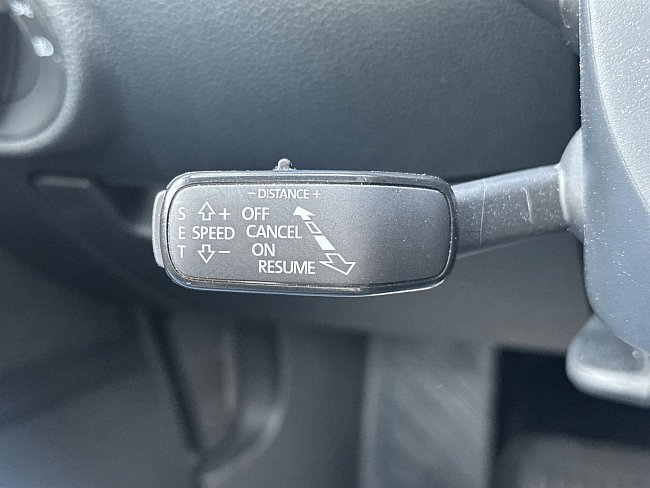 − DISTANCE +
S + OFF
E SPEED CANCEL
T − ON
RESUME